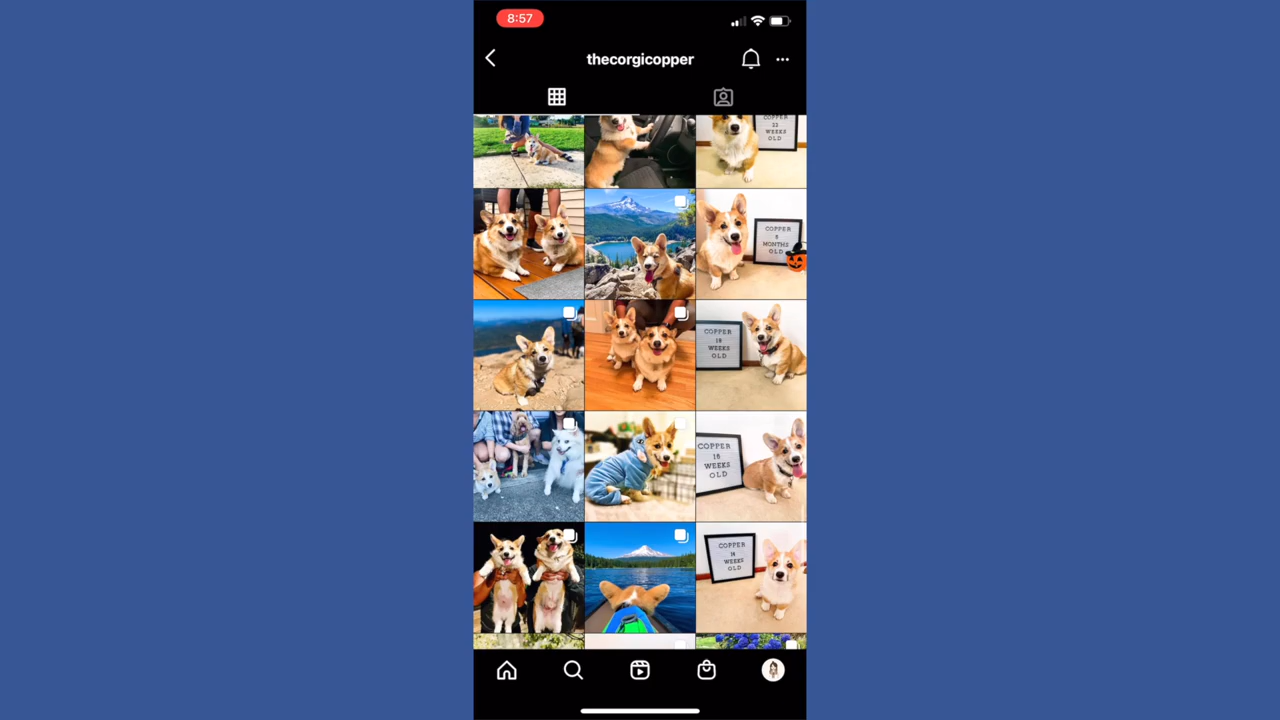 8:57
thecorgicopper
COPPER
22
WEEKS
OLD
COPPER
6
MONTHS
OLD
COPPER
18
WEEKS
OLD
COPPER
16
WEEKS
OLD
COPPER
14
WEEKS
OLD